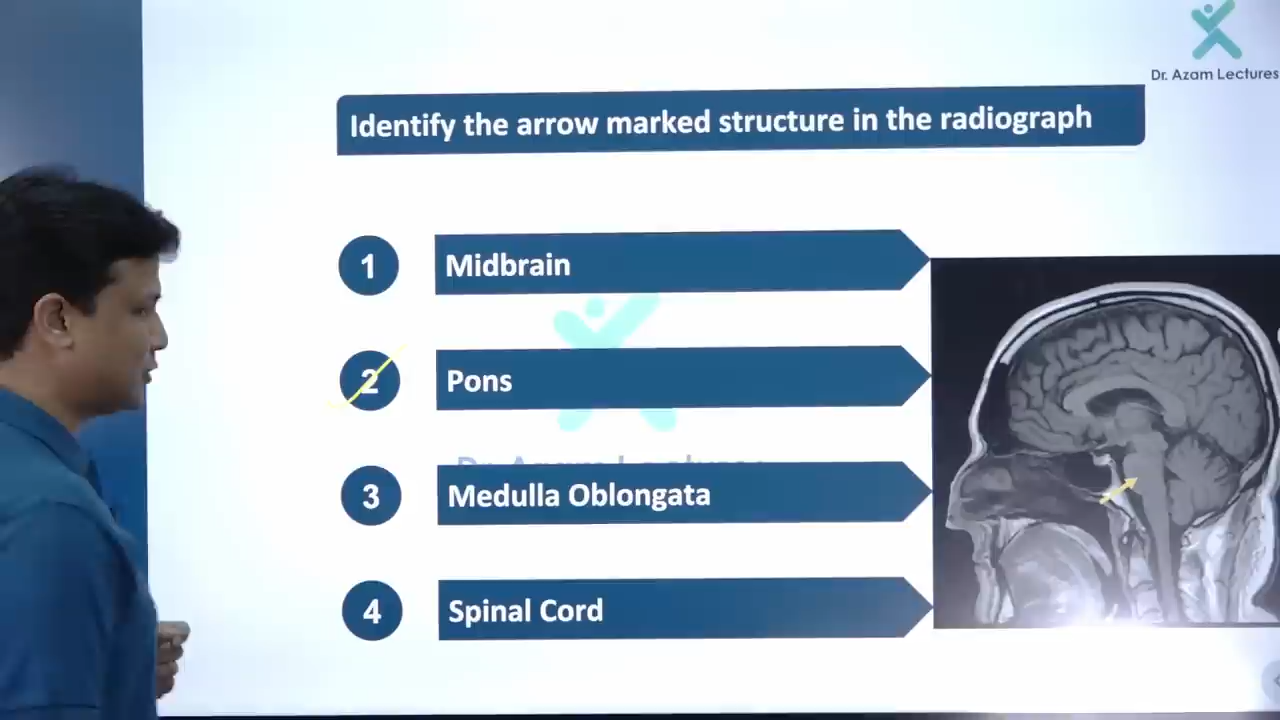 Dr. Azam Lectures
Identify the arrow marked structure in the radiograph
1 Midbrain
2 Pons
3 Medulla Oblongata
4 Spinal Cord